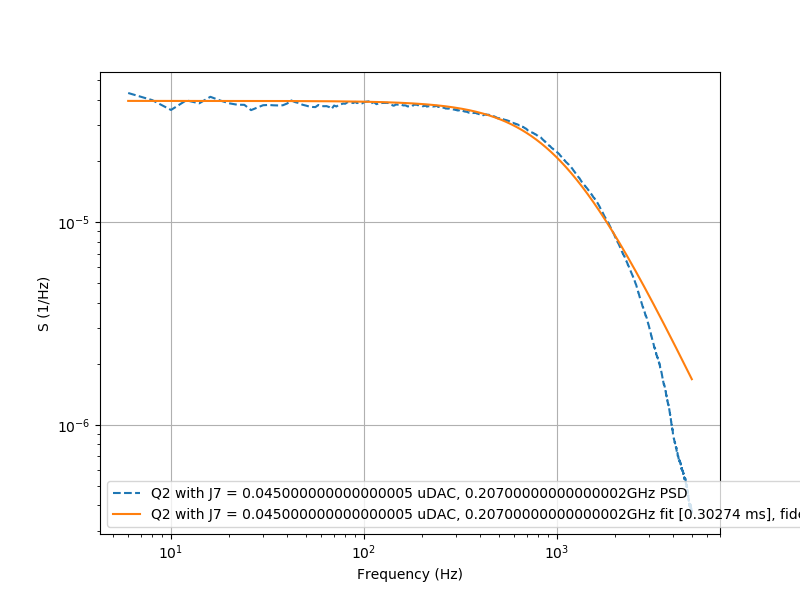 10⁻⁵
10⁻⁶
S (1/Hz)
Q2 with J7 = 0.045000000000000005 uDAC, 0.20700000000000002GHz PSD
Q2 with J7 = 0.045000000000000005 uDAC, 0.20700000000000002GHz fit [0.30274 ms], fide
10¹ 10² 10³
Frequency (Hz)